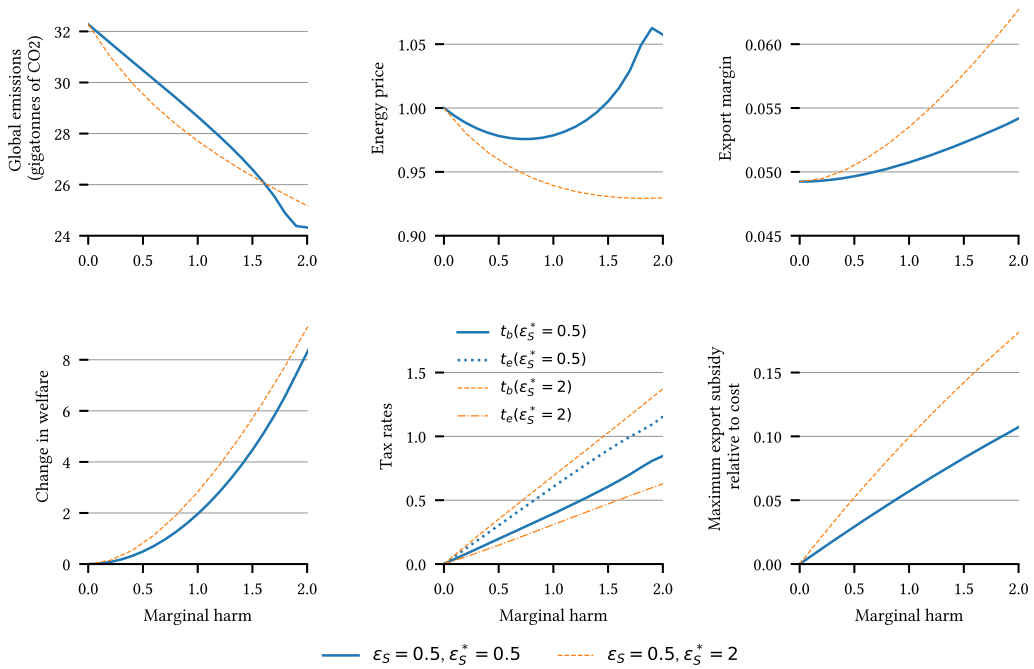 Global emissions
(gigatonnes of CO2)
32
30
28
26
24
0.0 0.5 1.0 1.5 2.0
Energy price
1.05
1.00
0.95
0.90
0.0 0.5 1.0 1.5 2.0
Export margin
0.060
0.055
0.050
0.045
0.0 0.5 1.0 1.5 2.0
Change in welfare
8
6
4
2
0
0.0 0.5 1.0 1.5 2.0
Marginal harm
Tax rates
t_b(ε_S^* = 0.5)
t_e(ε_S^* = 0.5)
t_b(ε_S^* = 2)
t_e(ε_S^* = 2)
1.5
1.0
0.5
0.0
0.0 0.5 1.0 1.5 2.0
Marginal harm
Maximum export subsidy
relative to cost
0.15
0.10
0.05
0.00
0.0 0.5 1.0 1.5 2.0
Marginal harm
ε_S = 0.5, ε_S^* = 0.5
ε_S = 0.5, ε_S^* = 2